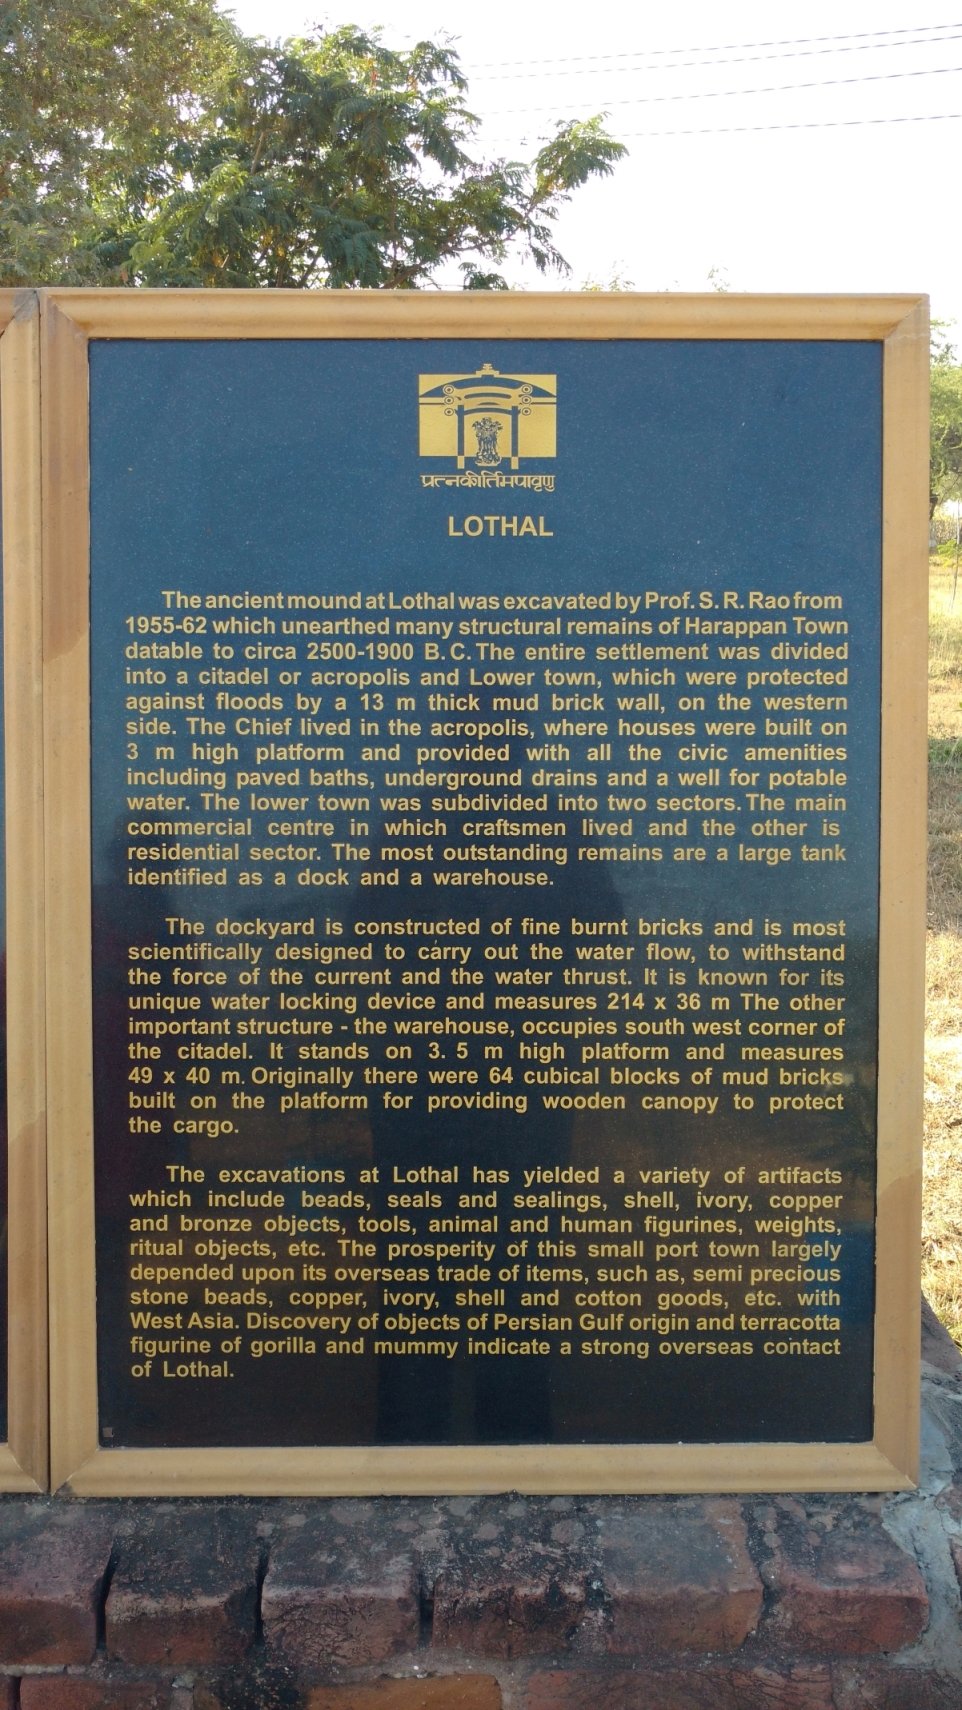 प्रत्नकीर्तिमपावृणु
LOTHAL
The ancient mound at Lothal was excavated by Prof. S. R. Rao from
1955-62 which unearthed many structural remains of Harappan Town
datable to circa 2500-1900 B. C. The entire settlement was divided
into a citadel or acropolis and Lower town, which were protected
against floods by a 13 m thick mud brick wall, on the western
side. The Chief lived in the acropolis, where houses were built on
3 m high platform and provided with all the civic amenities
including paved baths, underground drains and a well for potable
water. The lower town was subdivided into two sectors. The main
commercial centre in which craftsmen lived and the other is
residential sector. The most outstanding remains are a large tank
identified as a dock and a warehouse.
The dockyard is constructed of fine burnt bricks and is most
scientifically designed to carry out the water flow, to withstand
the force of the current and the water thrust. It is known for its
unique water locking device and measures 214 x 36 m The other
important structure - the warehouse, occupies south west corner of
the citadel. It stands on 3. 5 m high platform and measures
49 x 40 m. Originally there were 64 cubical blocks of mud bricks
built on the platform for providing wooden canopy to protect
the cargo.
The excavations at Lothal has yielded a variety of artifacts
which include beads, seals and sealings, shell, ivory, copper
and bronze objects, tools, animal and human figurines, weights,
ritual objects, etc. The prosperity of this small port town largely
depended upon its overseas trade of items, such as, semi precious
stone beads, copper, ivory, shell and cotton goods, etc. with
West Asia. Discovery of objects of Persian Gulf origin and terracotta
figurine of gorilla and mummy indicate a strong overseas contact
of Lothal.